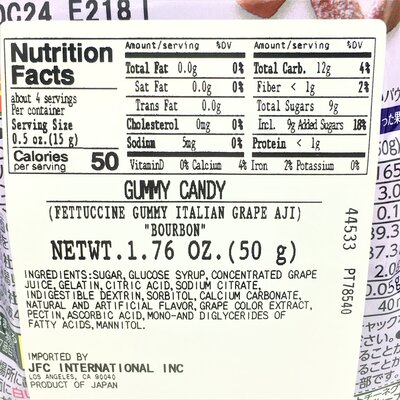 OC24 E218
Nutrition Facts
about 4 servings
Per container
Serving Size
0.5 oz.(15 g)
Calories 50
per serving
Amount/serving %DV
Total Fat 0.0g 0%
Sat Fat 0.0g 0%
Trans Fat 0.0g
Cholesterol 0mg 0%
Sodium 5mg 0%
Amount/serving %DV
Total Carb. 12g 4%
Fiber < 1g 2%
Total Sugars 9g
Incl. 9g Added Sugars 18%
Protein < 1g
VitaminD 0% Calcium 4% Iron 2% Potassium 0%
GUMMY CANDY
(FETTUCCINE GUMMY ITALIAN GRAPE AJI)
"BOURBON"
NETWT.1.76 OZ.(50 g)
INGREDIENTS:SUGAR, GLUCOSE SYRUP, CONCENTRATED GRAPE
JUICE, GELATIN, CITRIC ACID, SODIUM CITRATE,
INDIGESTIBLE DEXTRIN, SORBITOL, CALCIUM CARBONATE,
NATURAL AND ARTIFICIAL FLAVOR, GRAPE COLOR EXTRACT,
PECTIN, ASCORBIC ACID, MONO-AND DIGLYCERIDES OF
FATTY ACIDS, MANNITOL.
IMPORTED BY
JFC INTERNATIONAL INC
LOS ANGELES, CA 90040
PRODUCT OF JAPAN
44533 PT78540